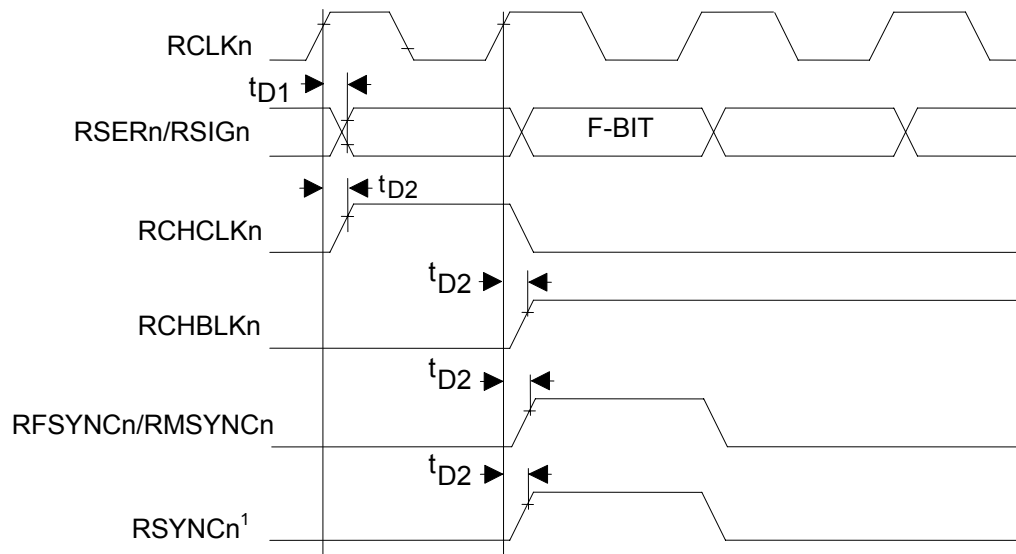 RCLKn
tD1
RSERn/RSIGn
F-BIT
tD2
RCHCLKn
tD2
RCHBLKn
tD2
RFSYNCn/RMSYNCn
tD2
RSYNCn¹